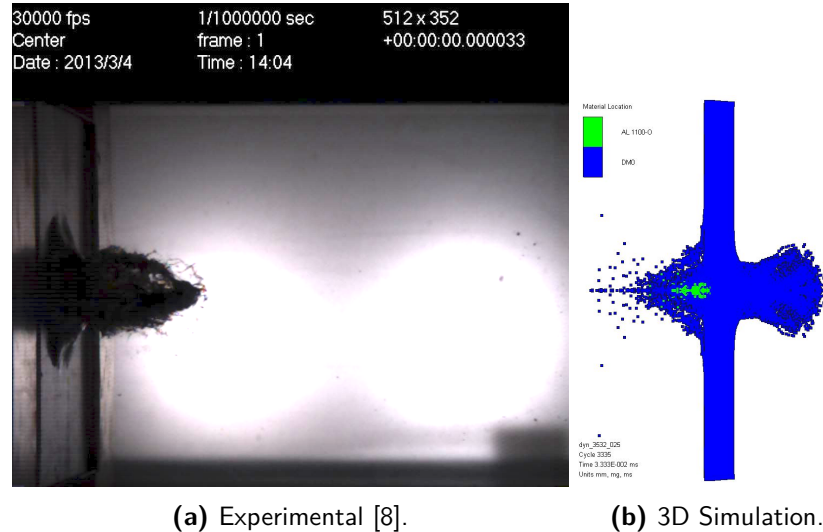 30000 fps 1/1000000 sec 512 x 352
Center frame : 1 +00:00:00.000033
Date : 2013/3/4 Time : 14:04
Material Location
AL 1100-O
DM0
dyn_3532_025
Cycle 3335
Time 3.333E-002 ms
Units mm, mg, ms
(a) Experimental [8].
(b) 3D Simulation.